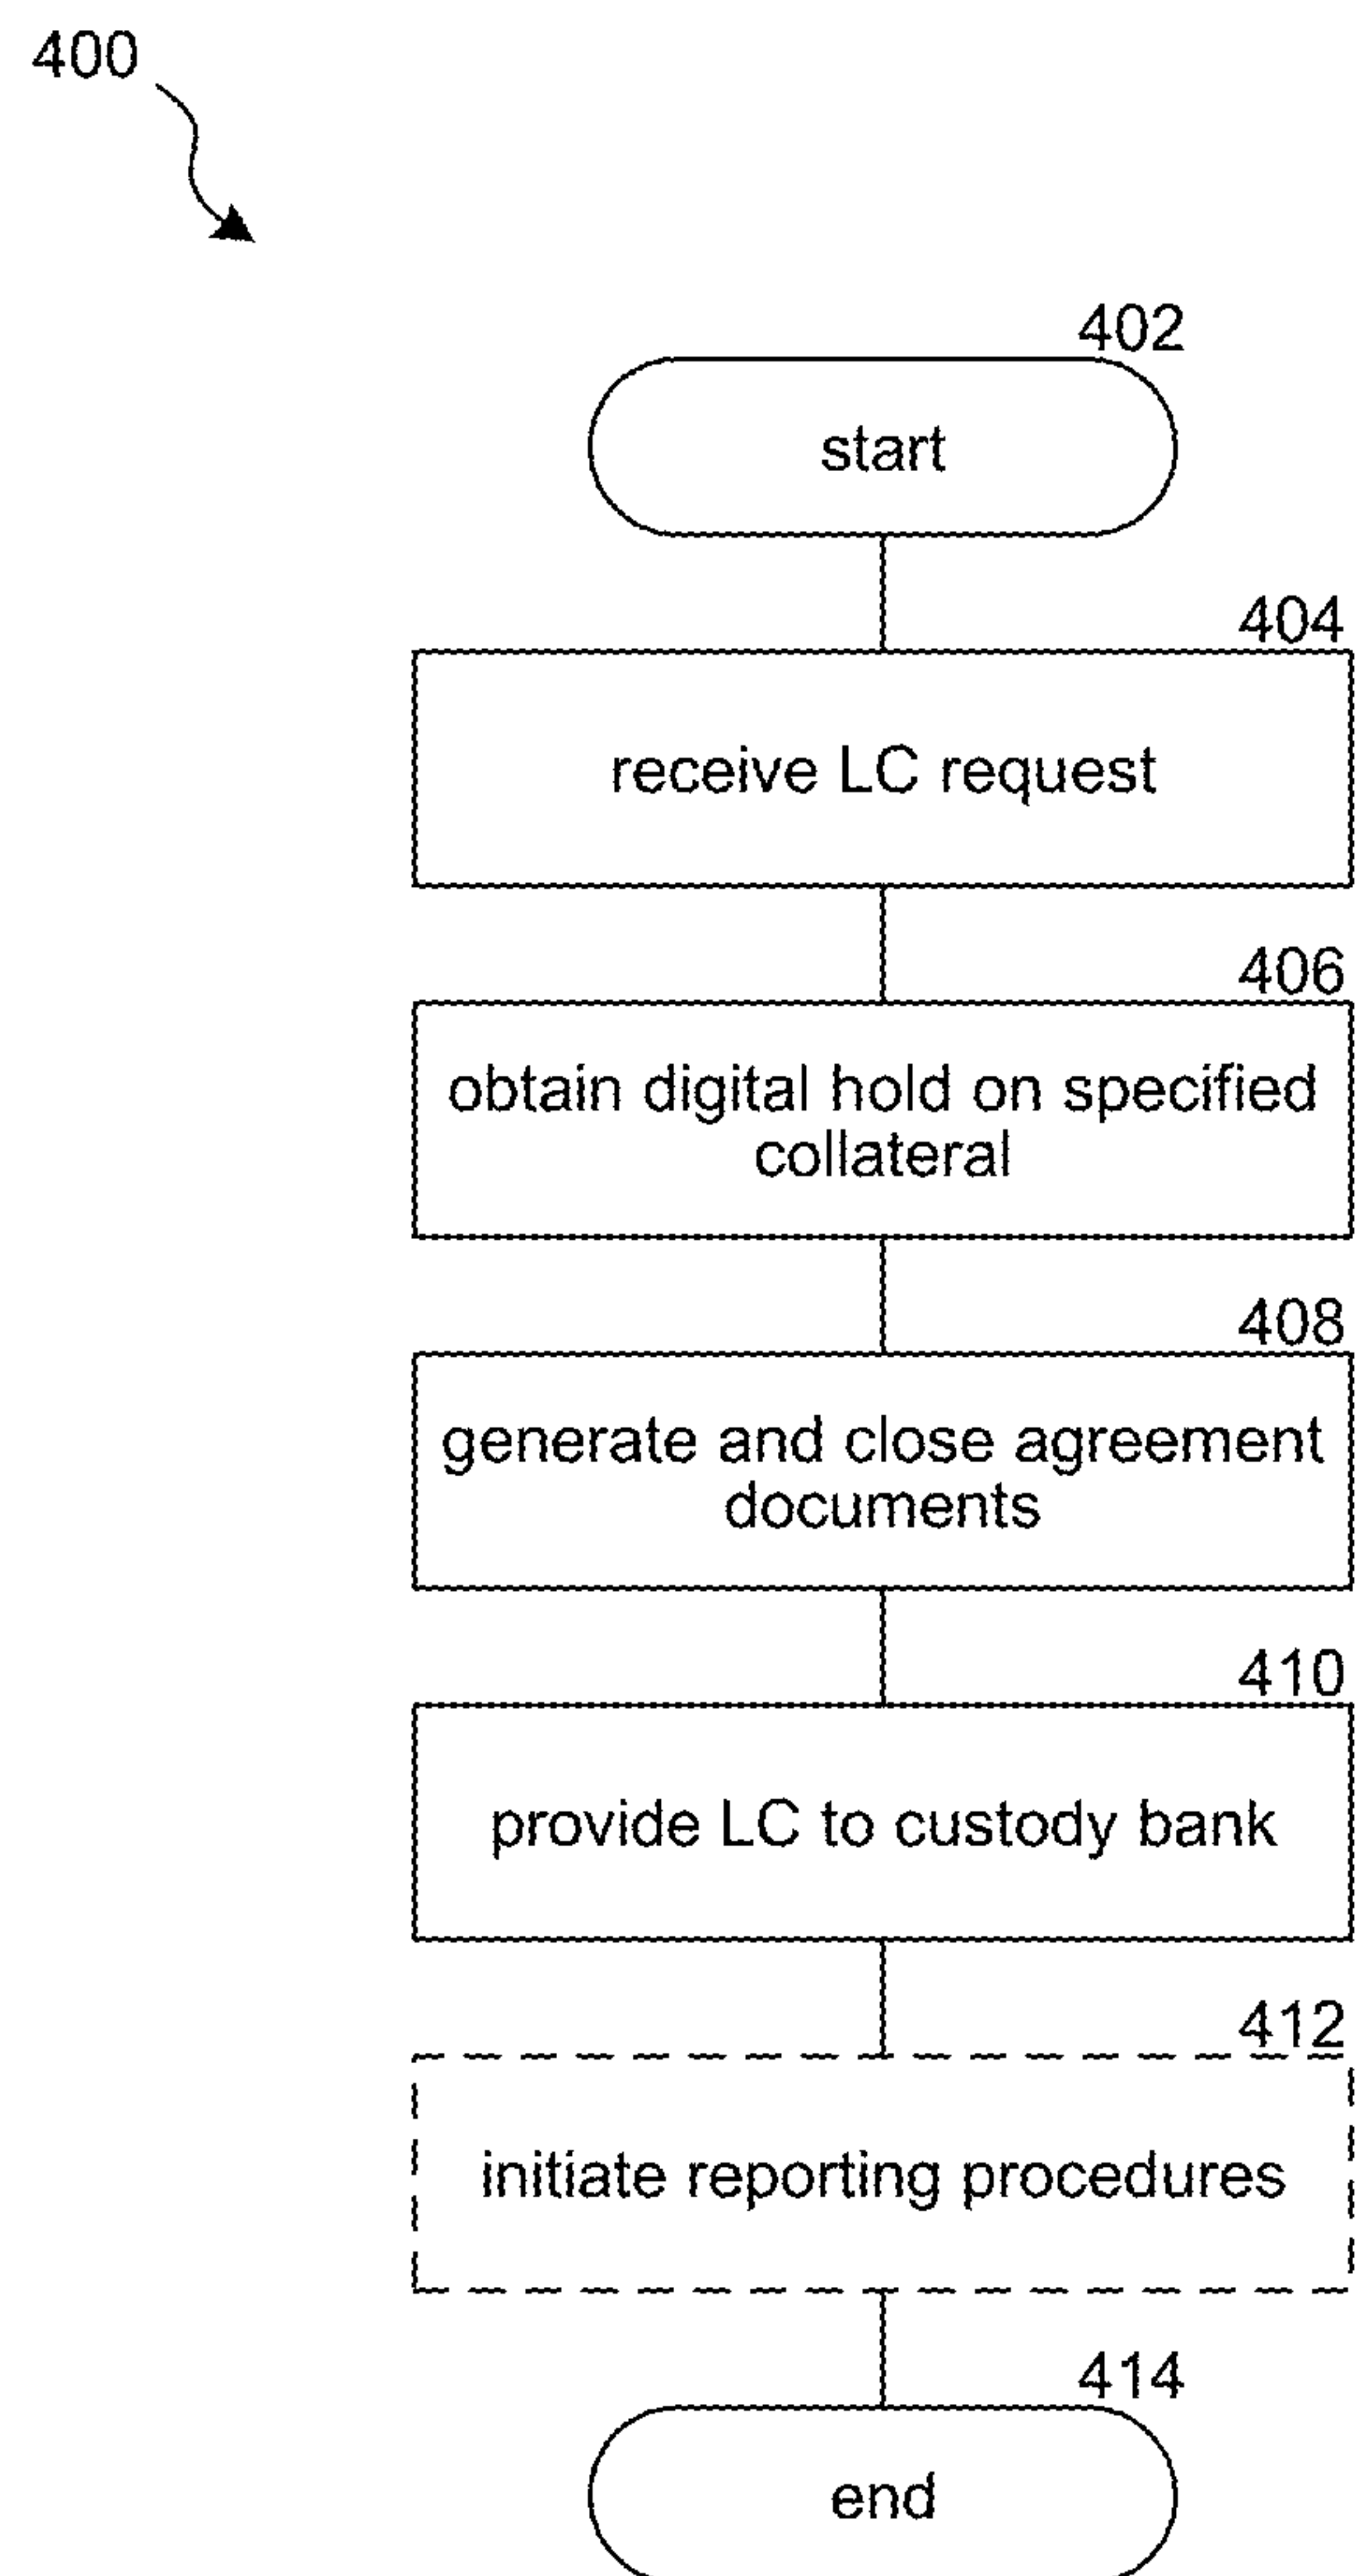 400
402
start
404
receive LC request
406
obtain digital hold on specified
collateral
408
generate and close agreement
documents
410
provide LC to custody bank
412
initiate reporting procedures
414
end